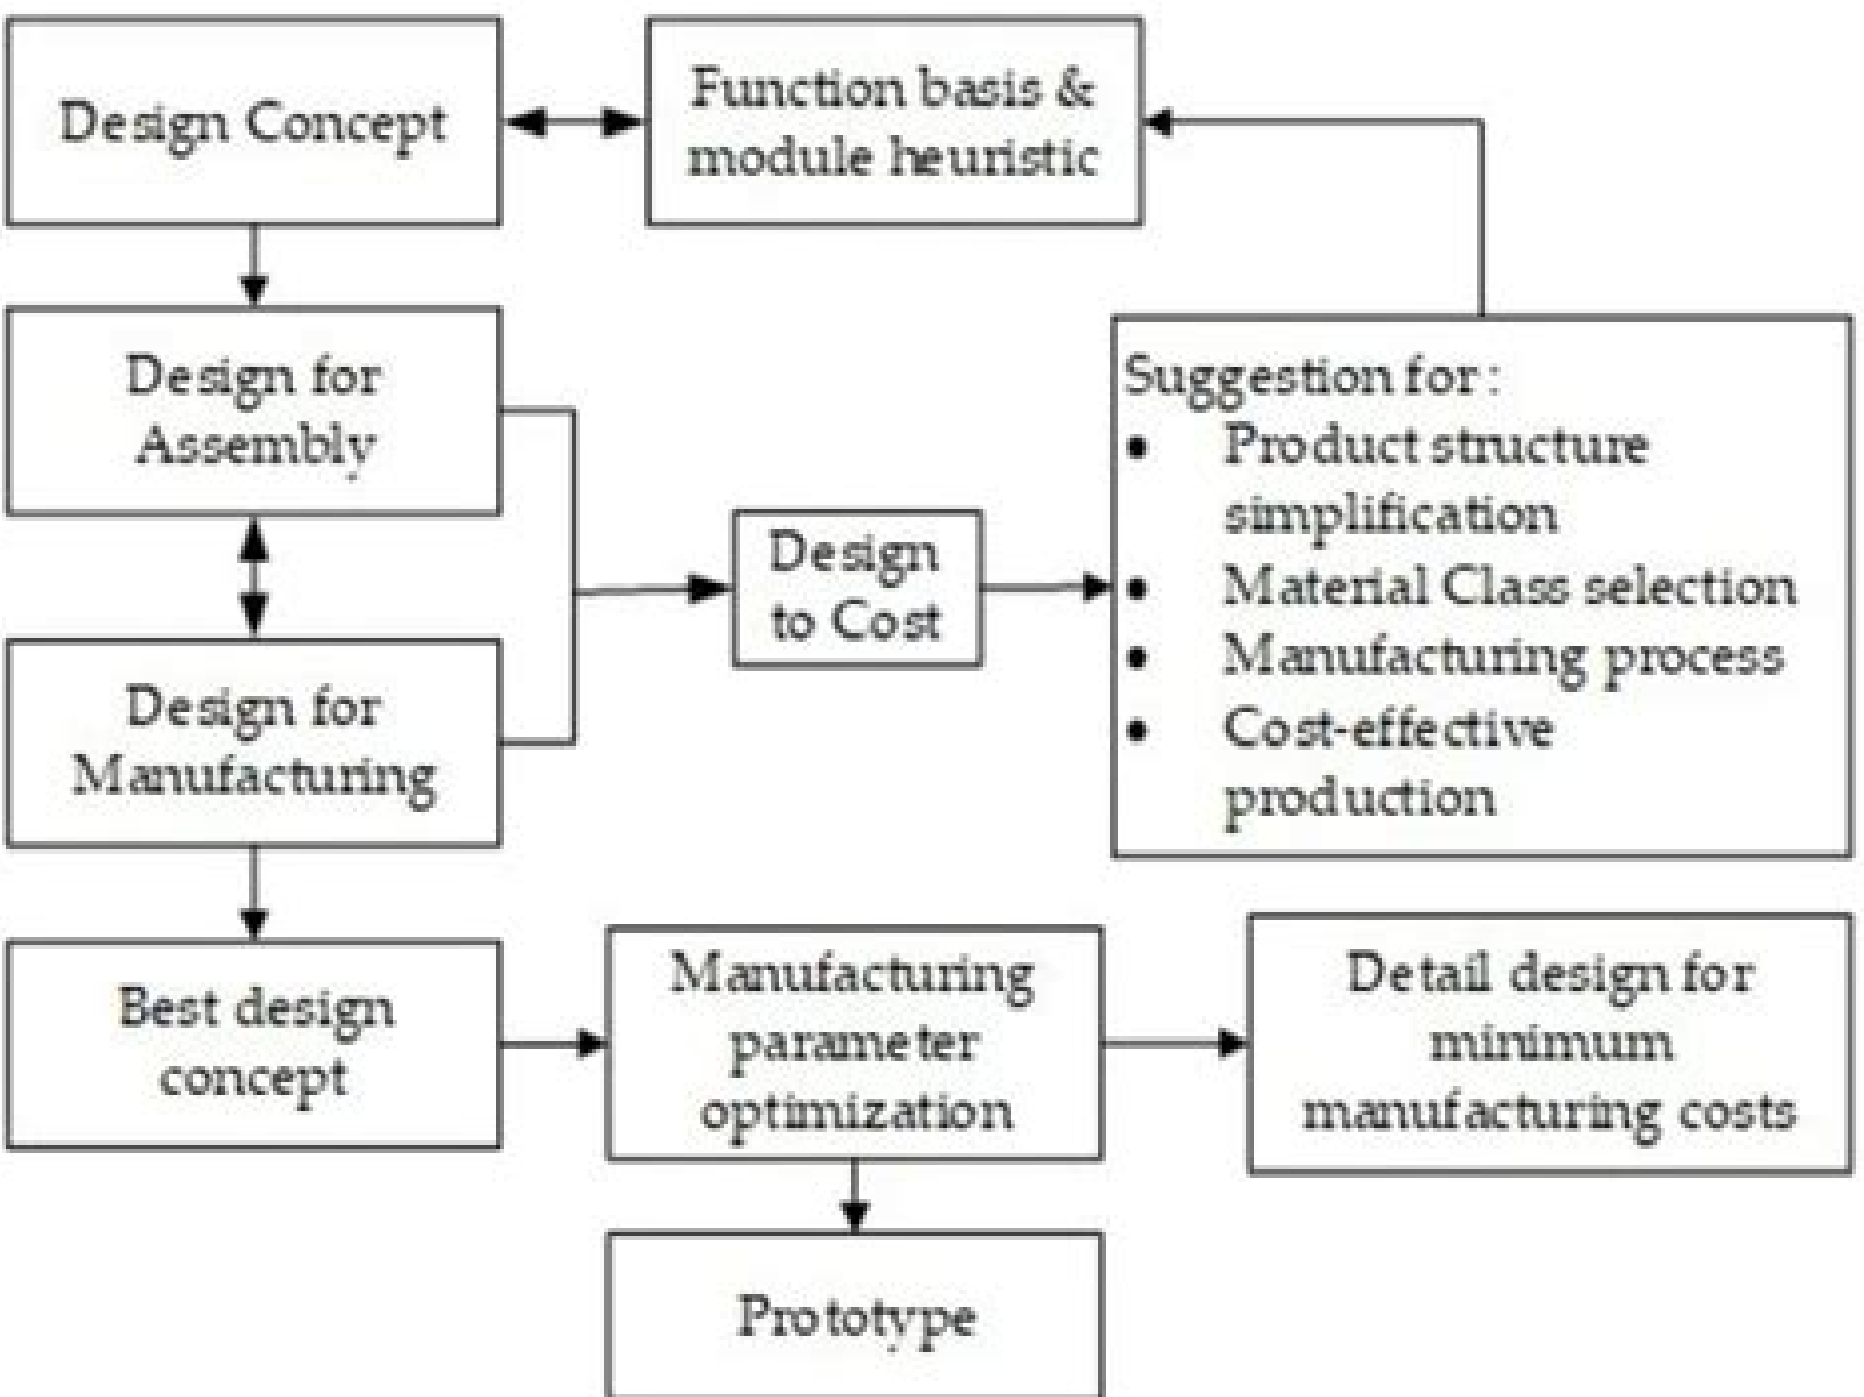 Design Concept
Function basis &
module heuristic
Design for
Assembly
Suggestion for:
• Product structure
simplification
• Material Class selection
• Manufacturing process
• Cost-effective
production
Design
to Cost
Design for
Manufacturing
Best design
concept
Manufacturing
parameter
optimization
Detail design for
minimum
manufacturing costs
Prototype